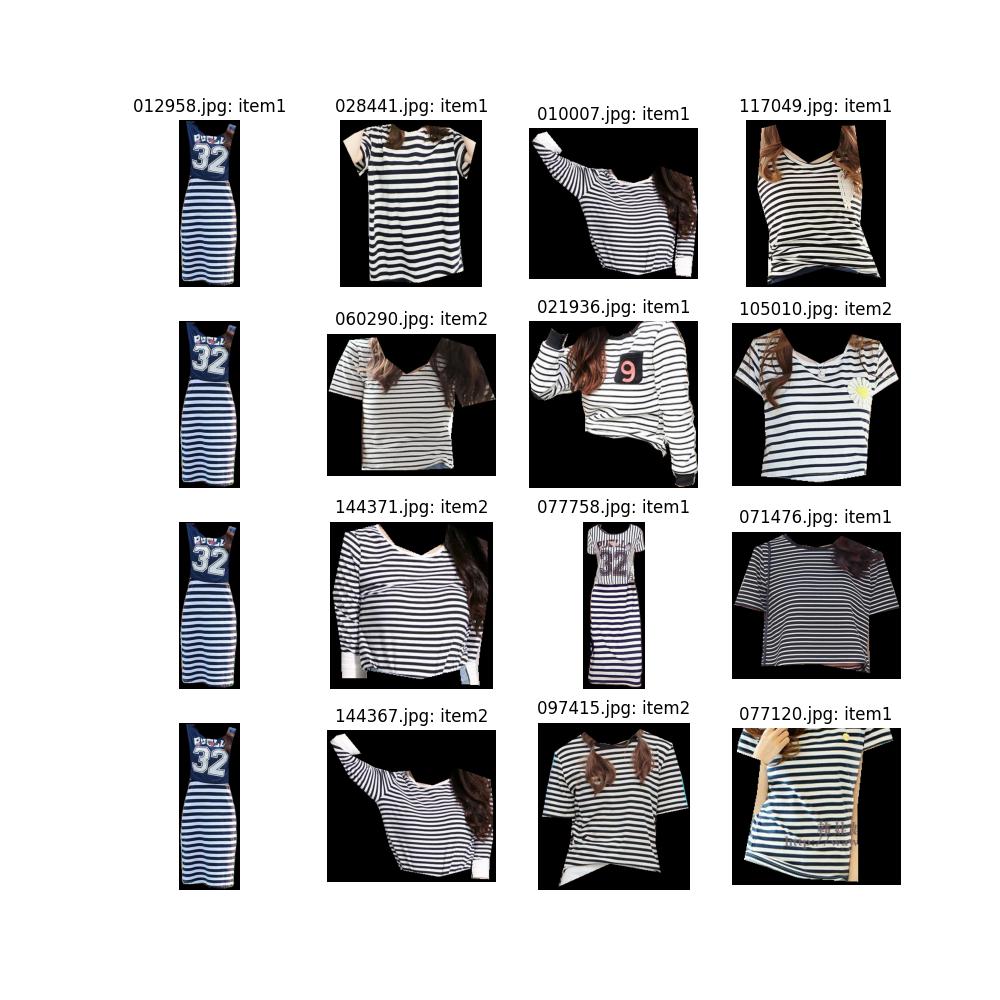 012958.jpg: item1
028441.jpg: item1
010007.jpg: item1
117049.jpg: item1
32
060290.jpg: item2
021936.jpg: item1
105010.jpg: item2
32
9
144371.jpg: item2
077758.jpg: item1
071476.jpg: item1
32
32
144367.jpg: item2
097415.jpg: item2
077120.jpg: item1
32